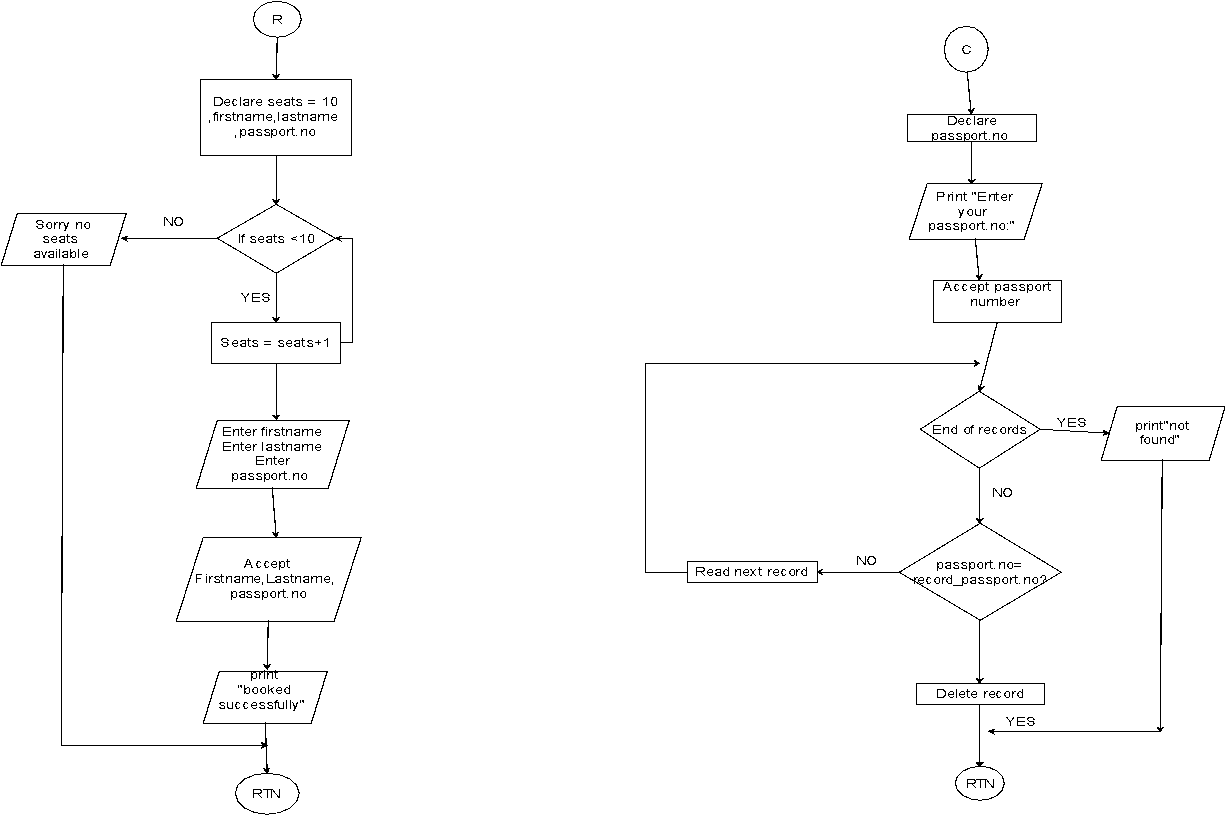 R
Declare seats = 10
,firstname,lastname
,passport.no
If seats <10
NO
Sorry no
seats
available
YES
Seats = seats+1
Enter firstname
Enter lastname
Enter
passport.no
Accept
Firstname,Lastname,
passport.no
print
"booked
successfully"
RTN
C
Declare
passport.no
Print "Enter
your
passport.no:"
Accept passport
number
End of records
YES
print"not
found"
NO
passport.no=
record_passport.no?
NO
Read next record
Delete record
YES
RTN